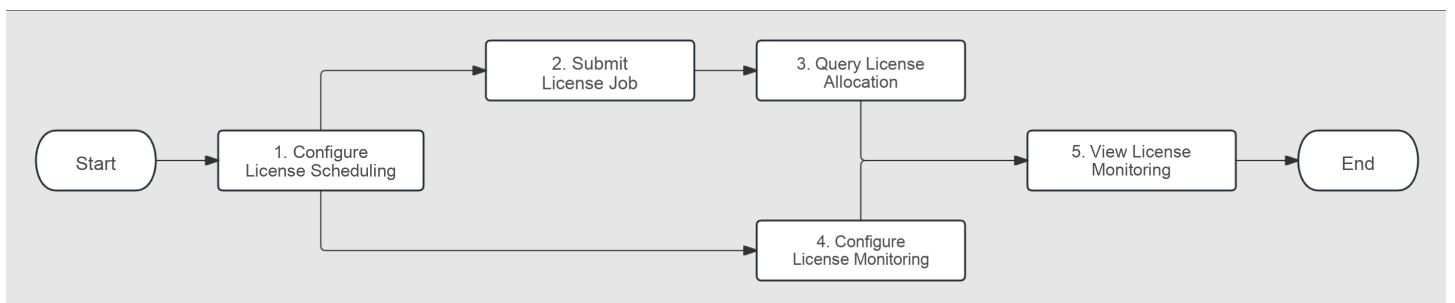 Start
1. Configure
License Scheduling
2. Submit
License Job
3. Query License
Allocation
4. Configure
License Monitoring
5. View License
Monitoring
End